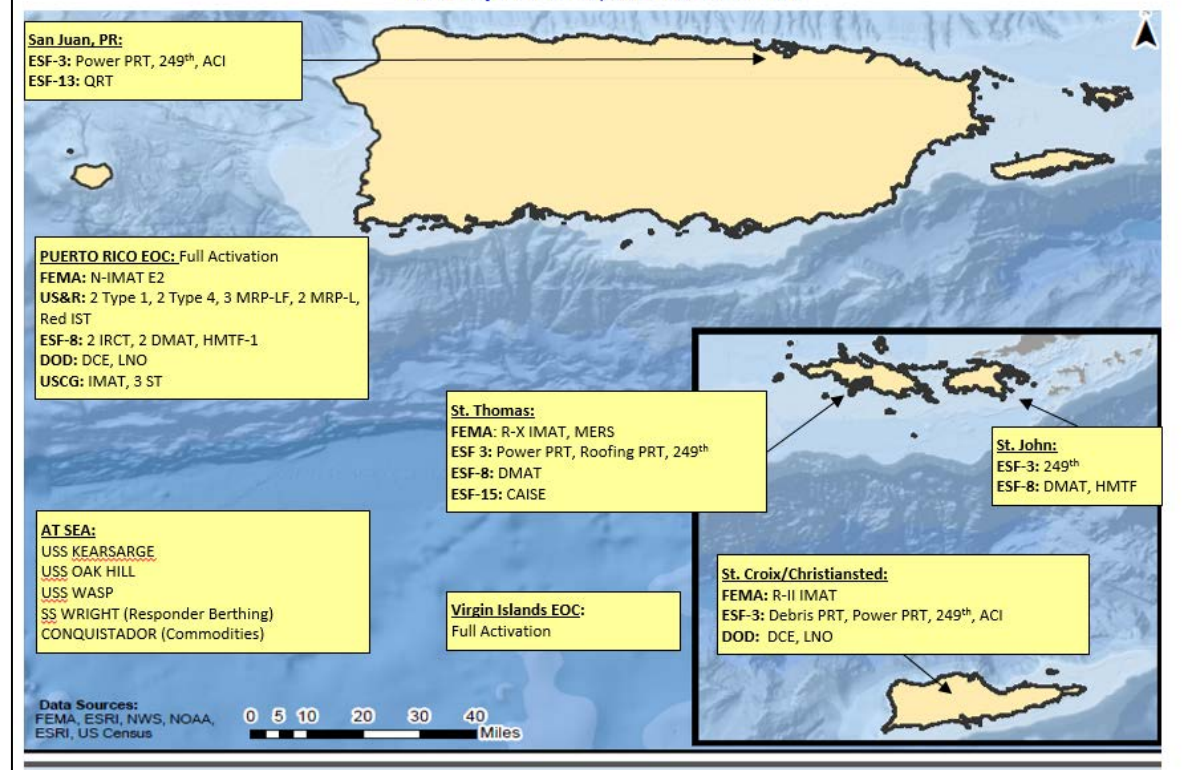 San Juan, PR:
ESF-3: Power PRT, 249th, ACI
ESF-13: QRT
PUERTO RICO EOC: Full Activation
FEMA: N-IMAT E2
US&R: 2 Type 1, 2 Type 4, 3 MRP-LF, 2 MRP-L,
Red IST
ESF-8: 2 IRCT, 2 DMAT, HMTF-1
DOD: DCE, LNO
USCG: IMAT, 3 ST
St. Thomas:
FEMA: R-X IMAT, MERS
ESF 3: Power PRT, Roofing PRT, 249th
ESF-8: DMAT
ESF-15: CAISE
St. John:
ESF-3: 249th
ESF-8: DMAT, HMTF
AT SEA:
USS KEARSARGE
USS OAK HILL
USS WASP
SS WRIGHT (Responder Berthing)
CONQUISTADOR (Commodities)
Virgin Islands EOC:
Full Activation
St. Croix/Christiansted:
FEMA: R-II IMAT
ESF-3: Debris PRT, Power PRT, 249th, ACI
DOD: DCE, LNO
Data Sources:
FEMA, ESRI, NWS, NOAA,
ESRI, US Census
0 5 10 20 30 40
Miles